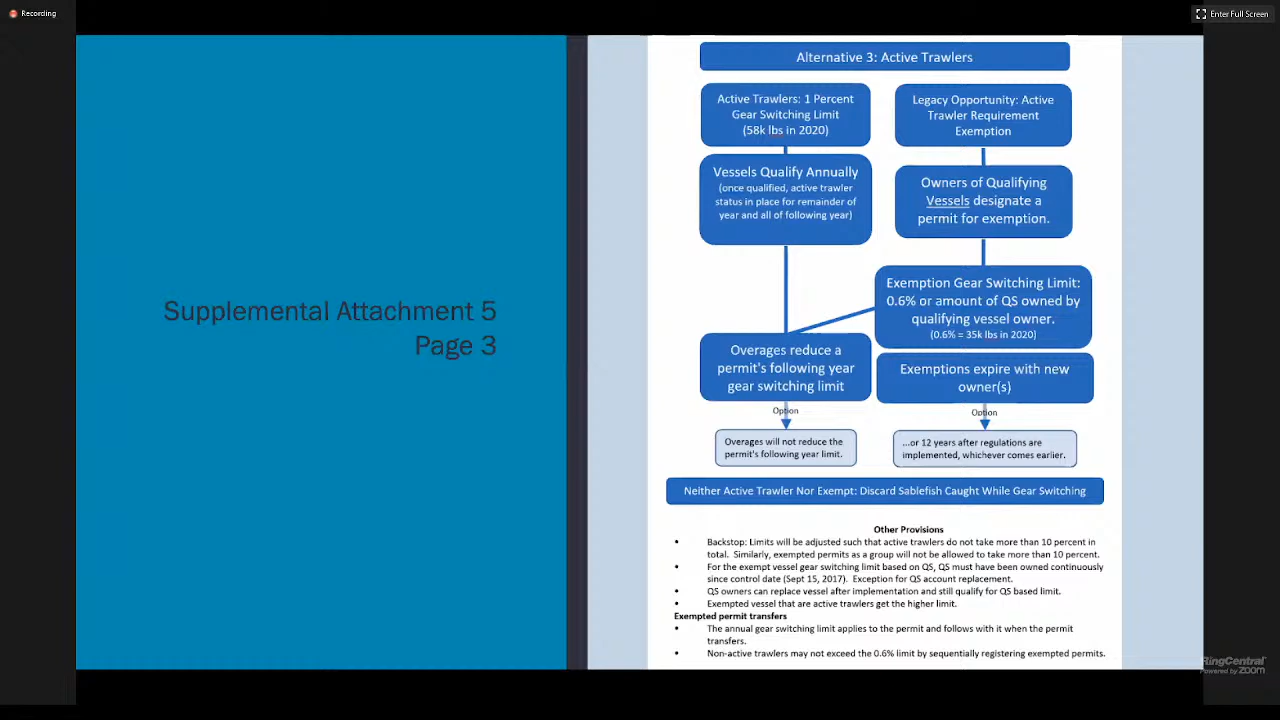 Recording
Enter Full Screen
Supplemental Attachment 5
Page 3
Alternative 3: Active Trawlers
Active Trawlers: 1 Percent
Gear Switching Limit
(58k lbs in 2020)
Legacy Opportunity: Active
Trawler Requirement
Exemption
Vessels Qualify Annually
(once qualified, active trawler
status in place for remainder of
year and all of following year)
Owners of Qualifying
Vessels designate a
permit for exemption.
Exemption Gear Switching Limit:
0.6% or amount of QS owned by
qualifying vessel owner.
(0.6% = 35k lbs in 2020)
Overages reduce a
permit's following year
gear switching limit
Exemptions expire with new
owner(s)
Option
Option
Overages will not reduce the
permit's following year limit.
...or 12 years after regulations are
implemented, whichever comes earlier.
Neither Active Trawler Nor Exempt: Discard Sablefish Caught While Gear Switching
Other Provisions
• Backstop: Limits will be adjusted such that active trawlers do not take more than 10 percent in
total. Similarly, exempted permits as a group will not be allowed to take more than 10 percent.
• For the exempt vessel gear switching limit based on QS, QS must have been owned continuously
since control date (Sept 15, 2017). Exception for QS account replacement.
• QS owners can replace vessel after implementation and still qualify for QS based limit.
• Exempted vessel that are active trawlers get the higher limit.
Exempted permit transfers
• The annual gear switching limit applies to the permit and follows with it when the permit
transfers.
• Non-active trawlers may not exceed the 0.6% limit by sequentially registering exempted permits.
RingCentral
Powered by zoom